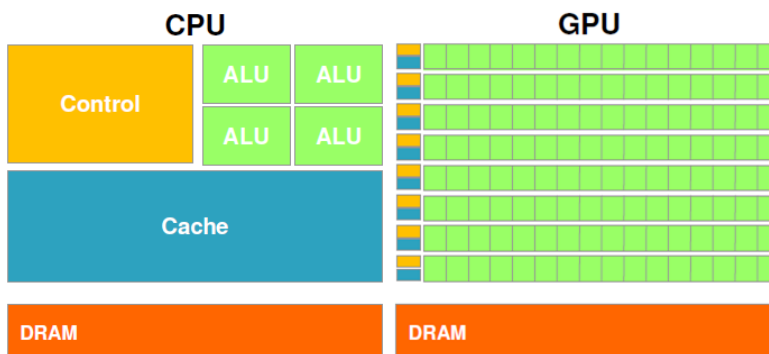 CPU
GPU
ALU ALU
Control
ALU ALU
Cache
DRAM
DRAM